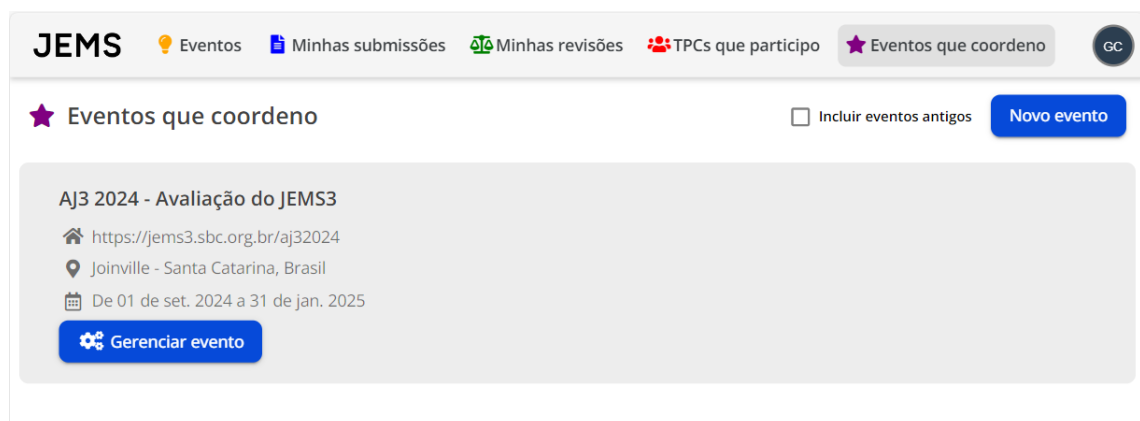 JEMS Eventos Minhas submissões Minhas revisões TPCs que participo Eventos que coordeno GC
Eventos que coordeno Incluir eventos antigos Novo evento
AJ3 2024 - Avaliação do JEMS3
https://jems3.sbc.org.br/aj32024
Joinville - Santa Catarina, Brasil
De 01 de set. 2024 a 31 de jan. 2025
Gerenciar evento